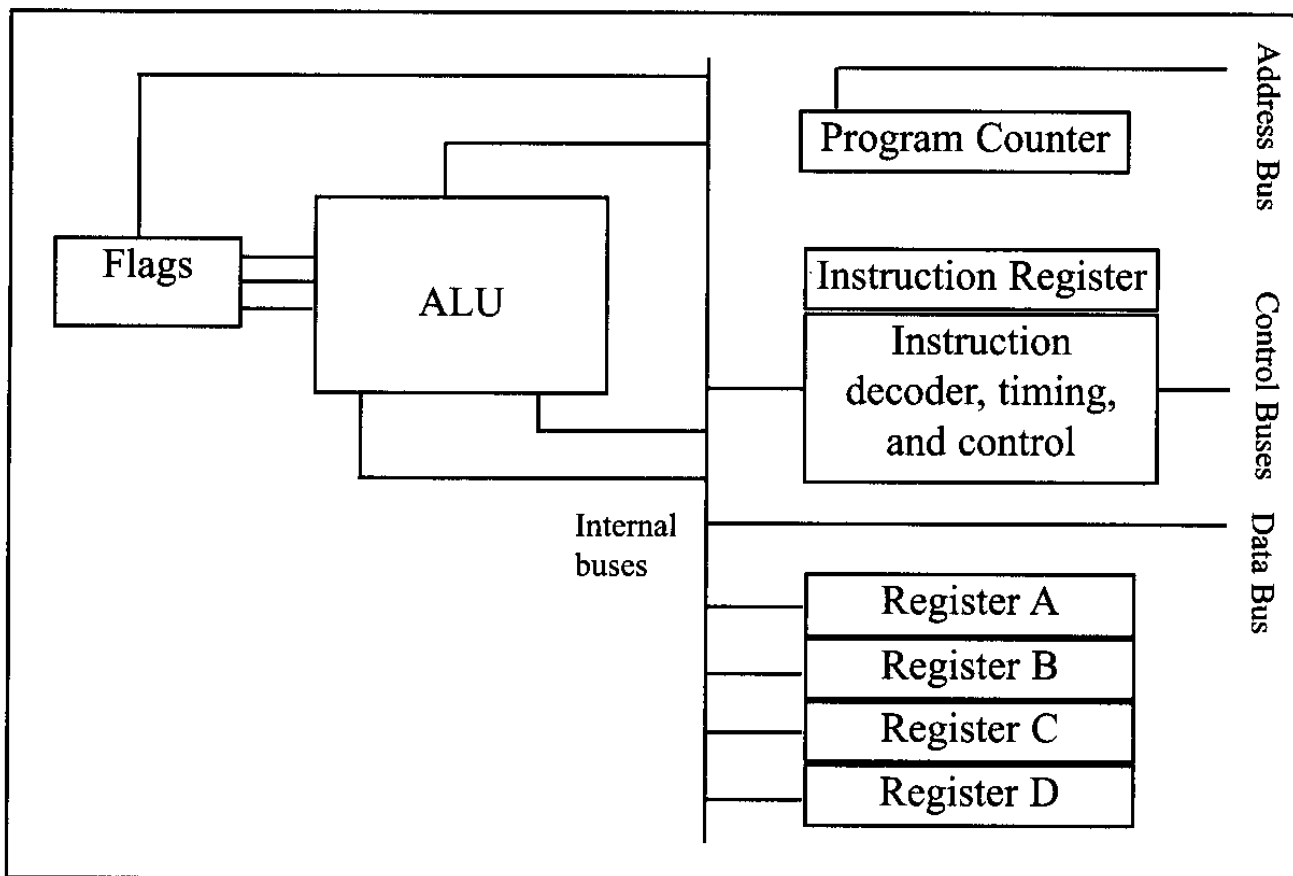 Address Bus
Program Counter
Flags
ALU
Instruction Register
Instruction
decoder, timing,
and control
Control Buses
Internal
buses
Data Bus
Register A
Register B
Register C
Register D